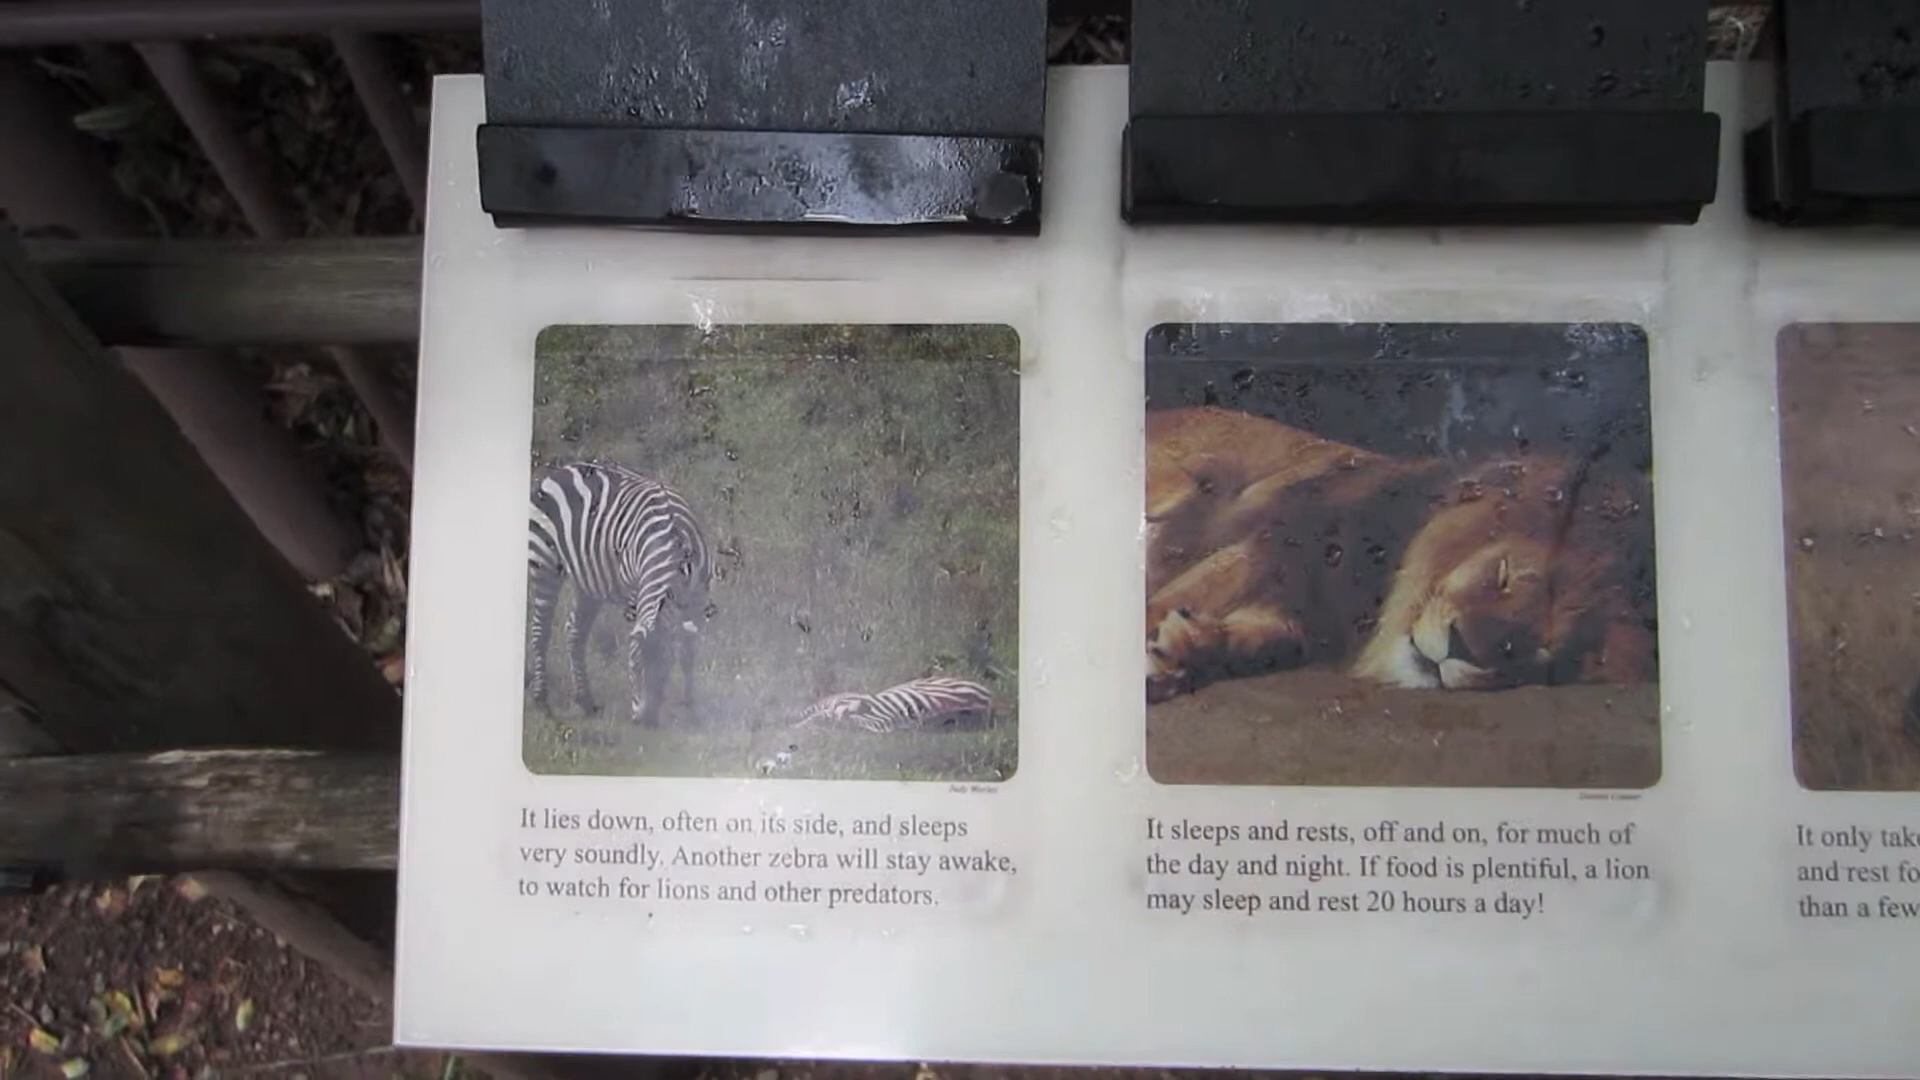 It lies down, often on its side, and sleeps
very soundly. Another zebra will stay awake,
to watch for lions and other predators.
It sleeps and rests, off and on, for much of
the day and night. If food is plentiful, a lion
may sleep and rest 20 hours a day!
It only
and rest
than a few